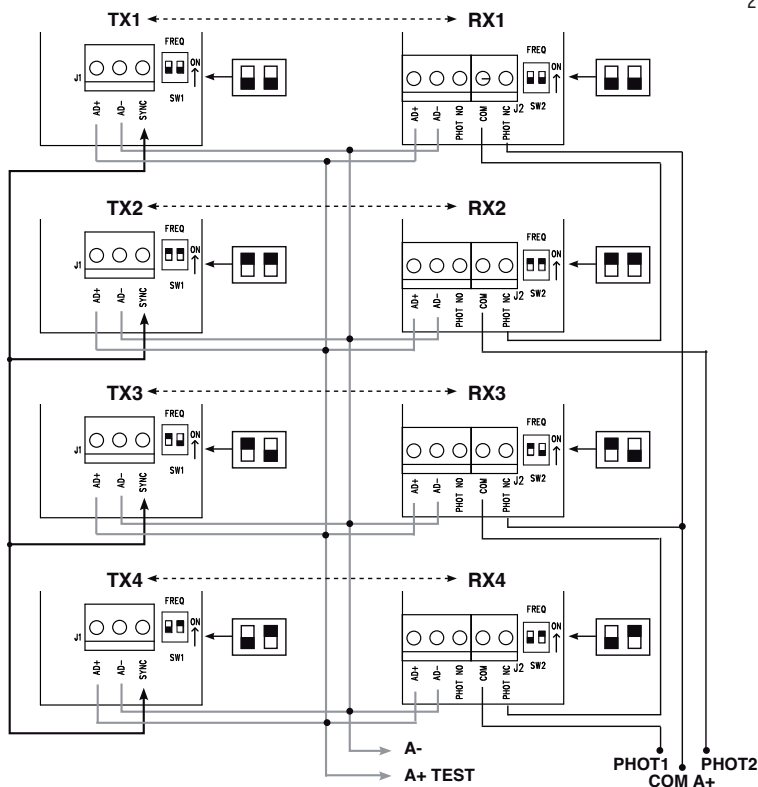 2
TX1 RX1
FREQ FREQ
ON ON
J1 SW1 J2 SW2
AD+ AD- SYNC AD+ AD- PHOT NO COM PHOT NC
TX2 RX2
FREQ FREQ
ON ON
J1 SW1 J2 SW2
AD+ AD- SYNC AD+ AD- PHOT NO COM PHOT NC
TX3 RX3
FREQ FREQ
ON ON
J1 SW1 J2 SW2
AD+ AD- SYNC AD+ AD- PHOT NO COM PHOT NC
TX4 RX4
FREQ FREQ
ON ON
J1 SW1 J2 SW2
AD+ AD- SYNC AD+ AD- PHOT NO COM PHOT NC
A-
A+ TEST
PHOT1 PHOT2
COM A+